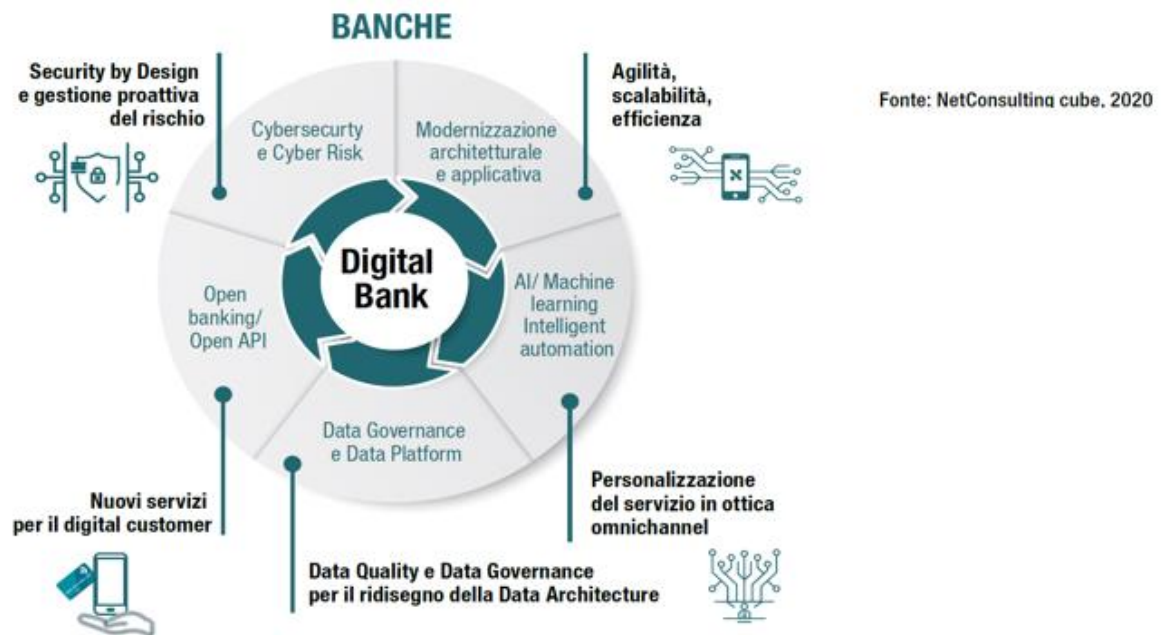 BANCHE
Security by Design
e gestione proattiva
del rischio
Agilità,
scalabilità,
efficienza
Fonte: NetConsulting cube, 2020
Cybersecurty
e Cyber Risk
Modernizzazione
architetturale
e applicativa
Digital
Bank
Open
banking/
Open API
AI/ Machine
learning
Intelligent
automation
Data Governance
e Data Platform
Nuovi servizi
per il digital customer
Personalizzazione
del servizio in ottica
omnichannel
Data Quality e Data Governance
per il ridisegno della Data Architecture